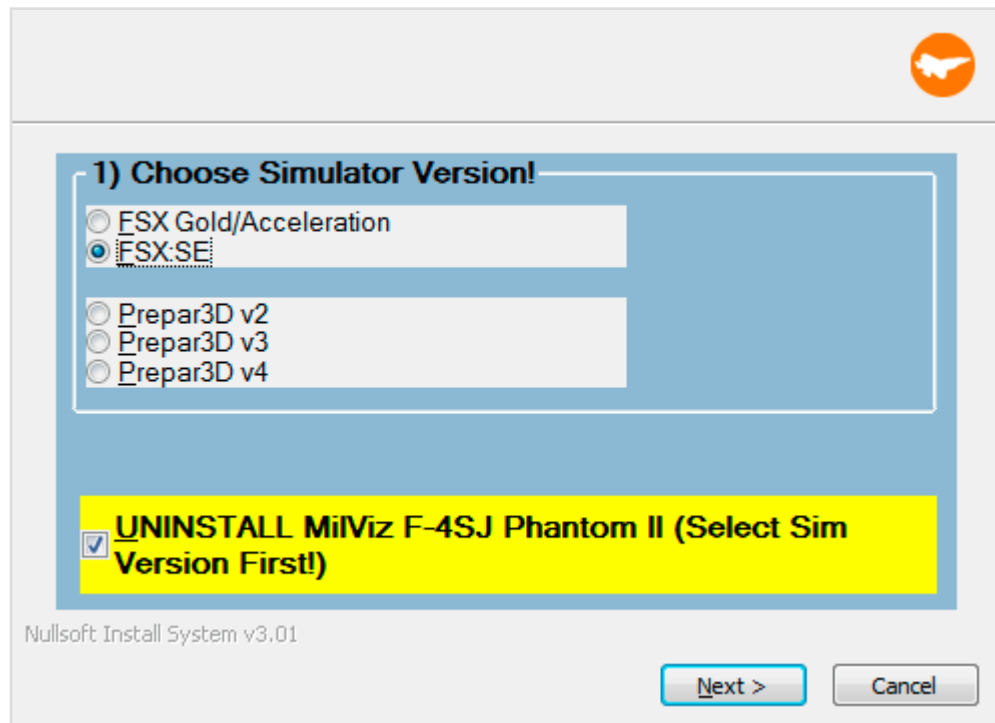 1) Choose Simulator Version!
FSX Gold/Acceleration
FSX:SE
Prepar3D v2
Prepar3D v3
Prepar3D v4
UNINSTALL MilViz F-4SJ Phantom II (Select Sim
Version First!)
Nullsoft Install System v3.01
Next >
Cancel